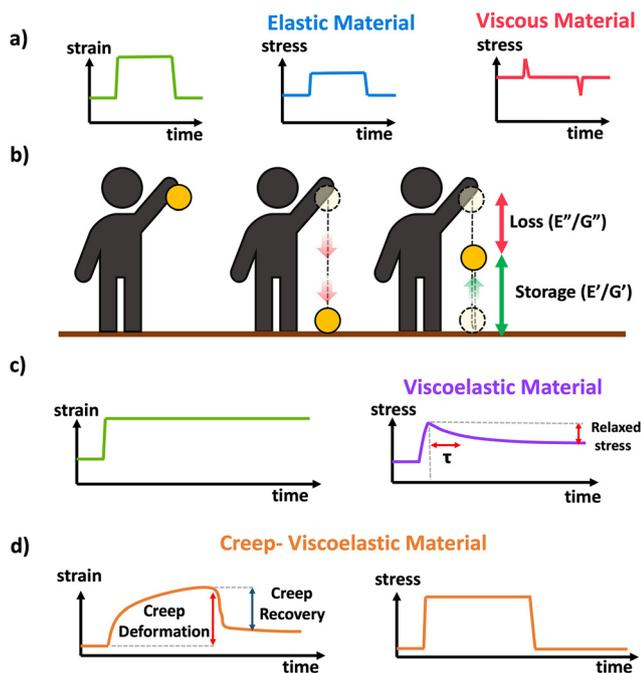 a)
Elastic Material
Viscous Material
strain
time
stress
time
stress
time
b)
Loss (E”/G”)
Storage (E’/G’)
c)
Viscoelastic Material
strain
time
stress
Relaxed
stress
τ
time
d)
Creep- Viscoelastic Material
strain
Creep
Deformation
Creep
Recovery
time
stress
time